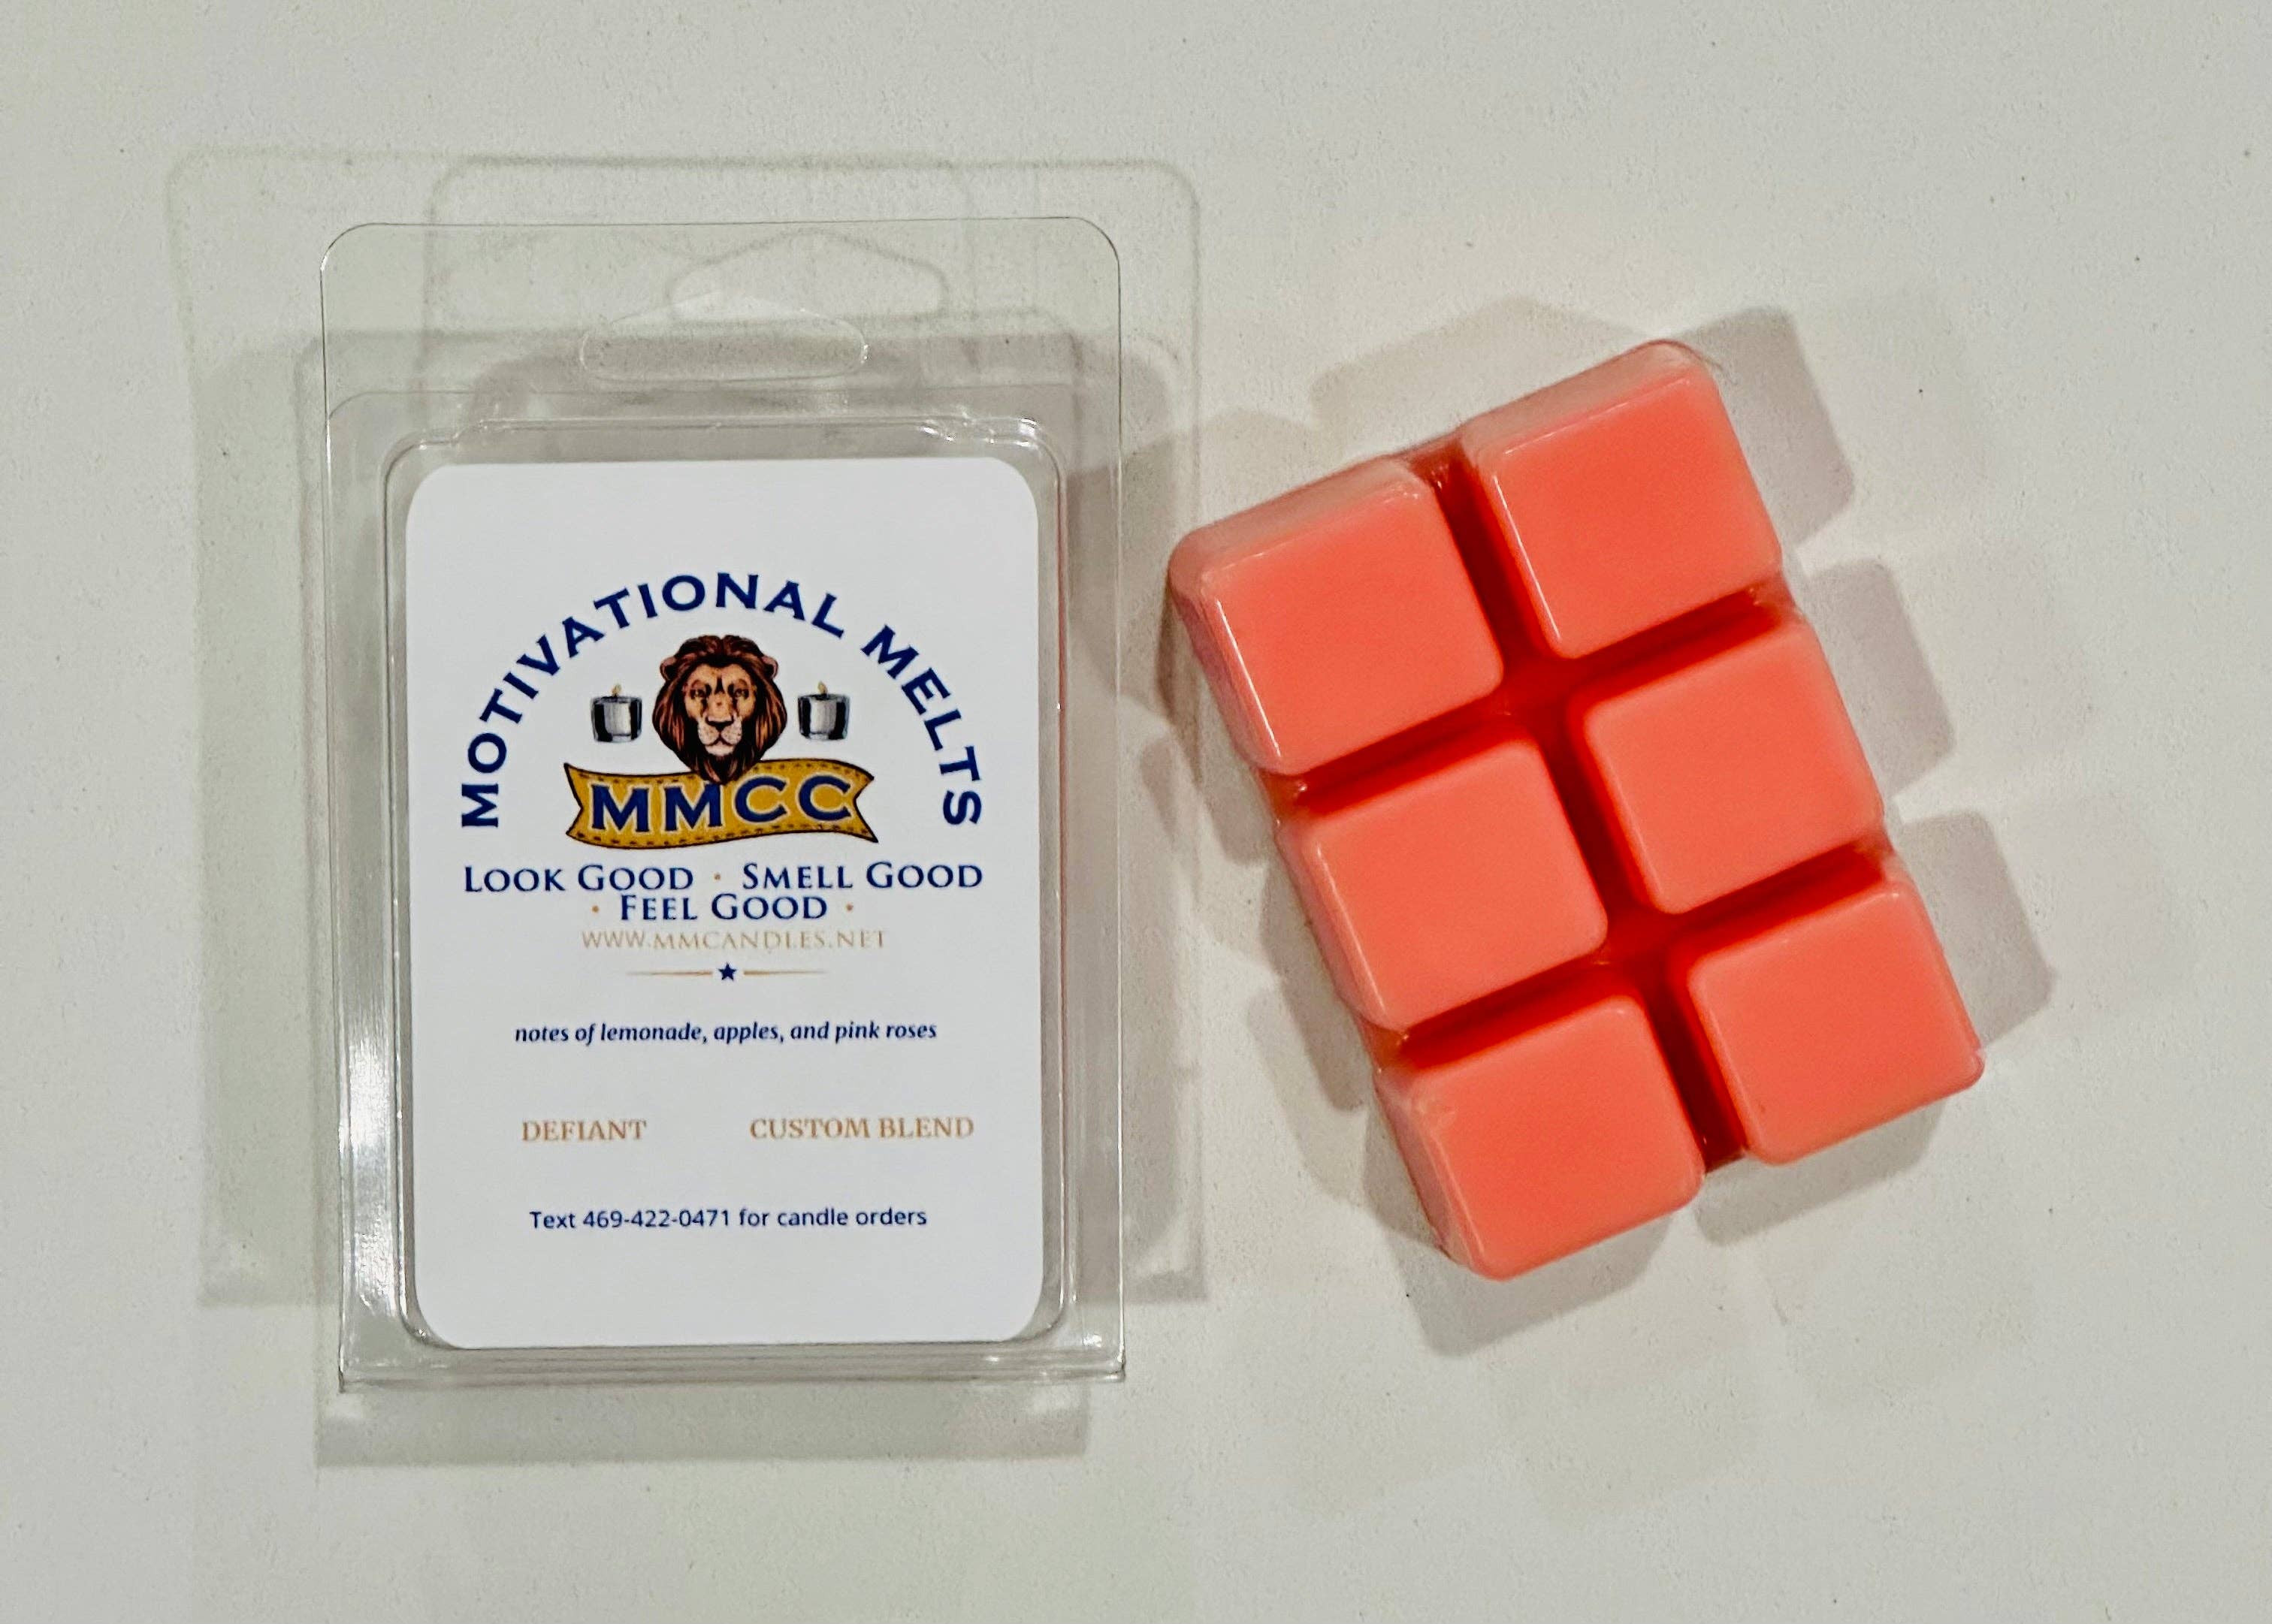 MOTIVATIONAL MELTS
MMCC
LOOK GOOD · SMELL GOOD
· FEEL GOOD ·
WWW.MMCANDLES.NET
notes of lemonade, apples, and pink roses
DEFIANT CUSTOM BLEND
Text 469-422-0471 for candle orders